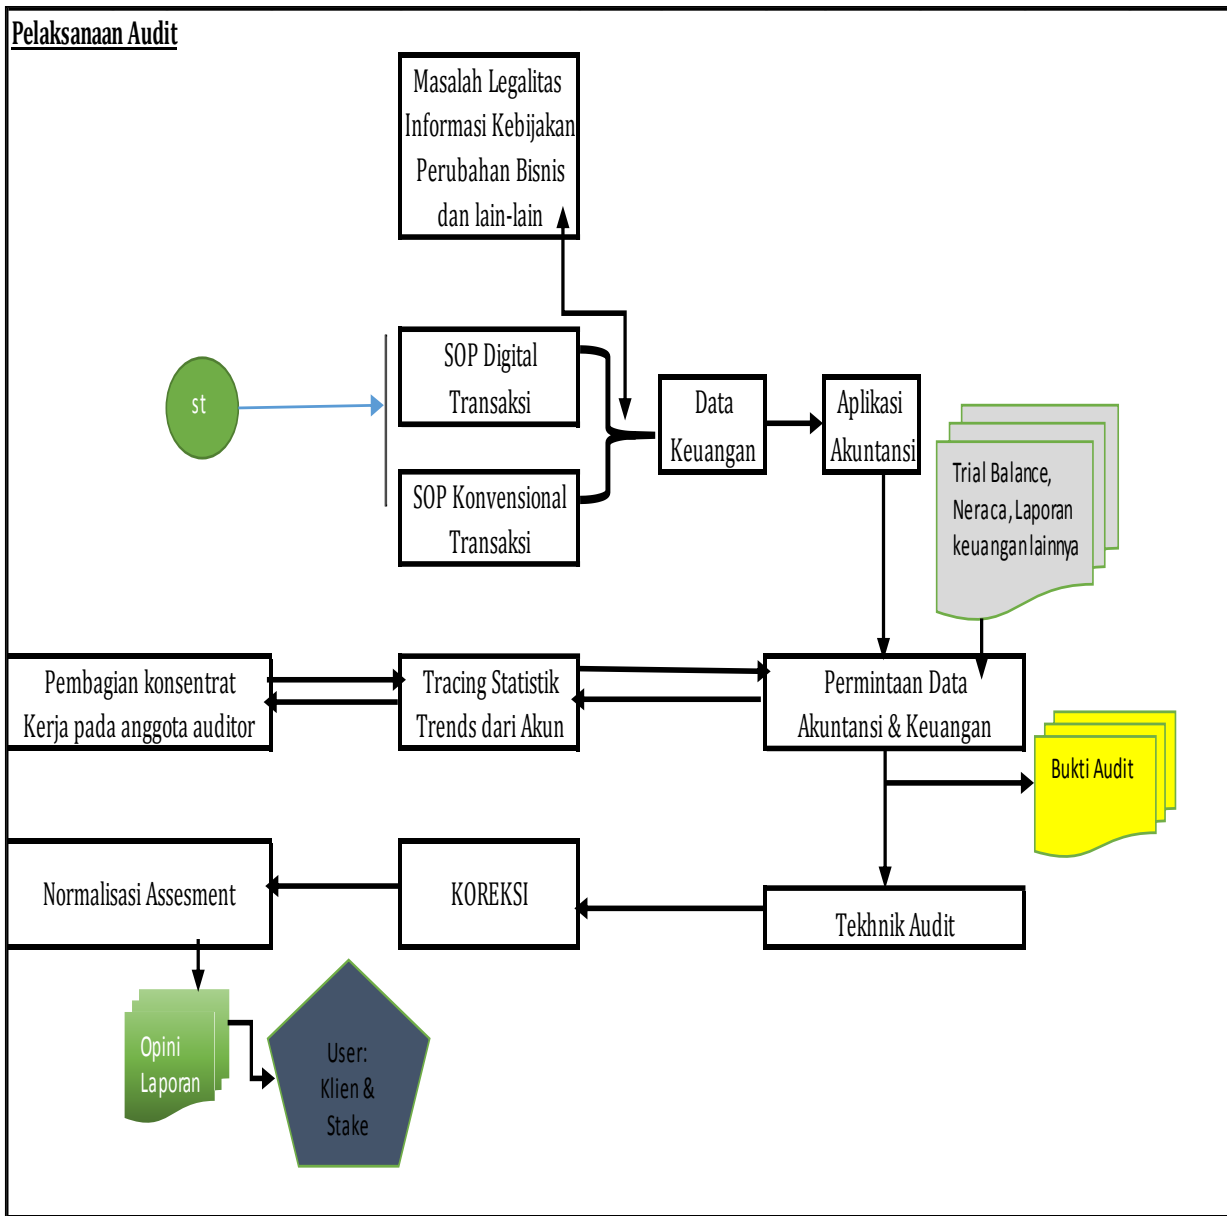 Pelaksanaan Audit
Masalah Legalitas
Informasi Kebijakan
Perubahan Bisnis
dan lain-lain
st
SOP Digital
Transaksi
SOP Konvensional
Transaksi
Data
Keuangan
Aplikasi
Akuntansi
Trial Balance,
Neraca, Laporan
keuangan lainnya
Pembagian konsentrat
Kerja pada anggota auditor
Tracing Statistik
Trends dari Akun
Permintaan Data
Akuntansi & Keuangan
Bukti Audit
Normalisasi Assesment
KOREKSI
Tekhnik Audit
Opini
Laporan
User:
Klien &
Stake